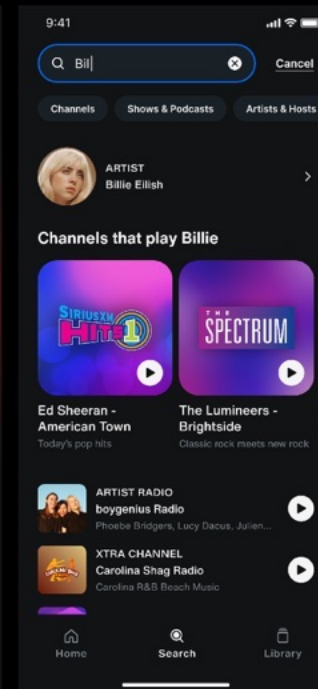 9:41
Bil
Cancel
Channels
Shows & Podcasts
Artists & Hosts
ARTIST
Billie Eilish
Channels that play Billie
SIRIUSXM
HITS 1
THE
SPECTRUM
Ed Sheeran -
American Town
Today's pop hits
The Lumineers -
Brightside
Classic rock meets new rock
ARTIST RADIO
boygenius Radio
Phoebe Bridgers, Lucy Dacus, Julien...
XTRA CHANNEL
Carolina Shag Radio
Carolina R&B Beach Music
Home
Search
Library